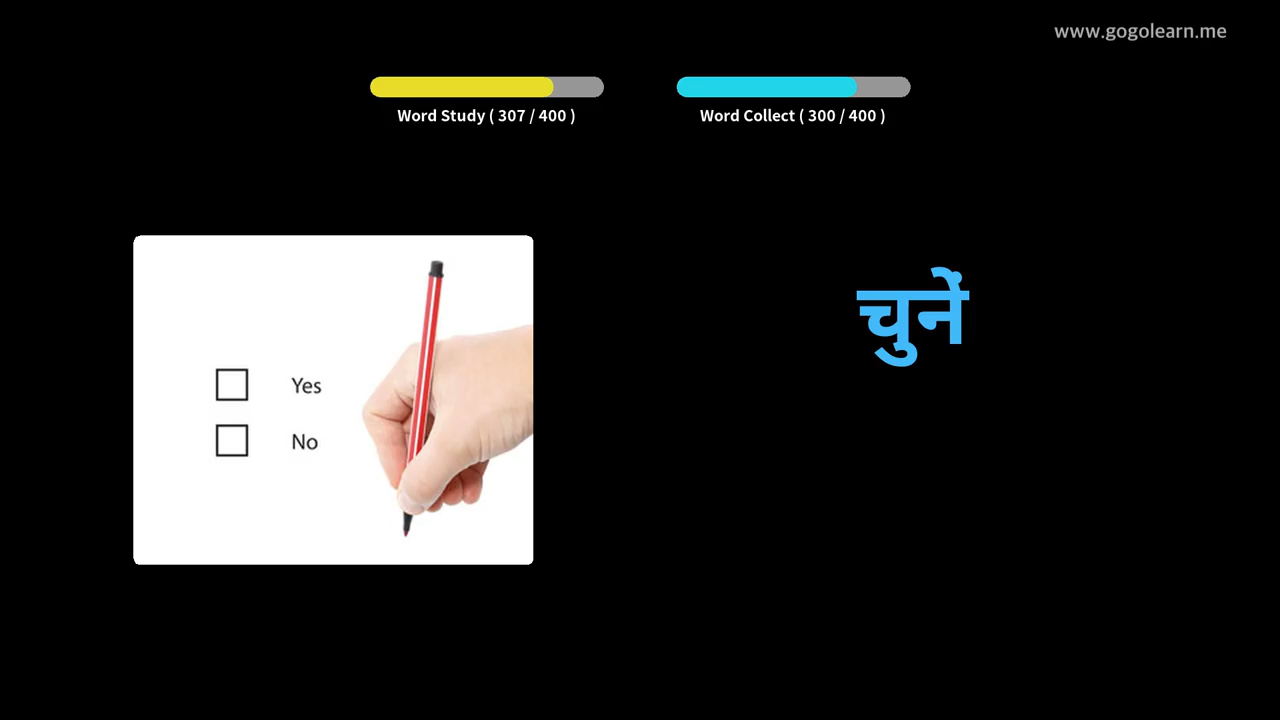 www.gogolearn.me
Word Study ( 307 / 400 )
Word Collect ( 300 / 400 )
चुनें
Yes
No